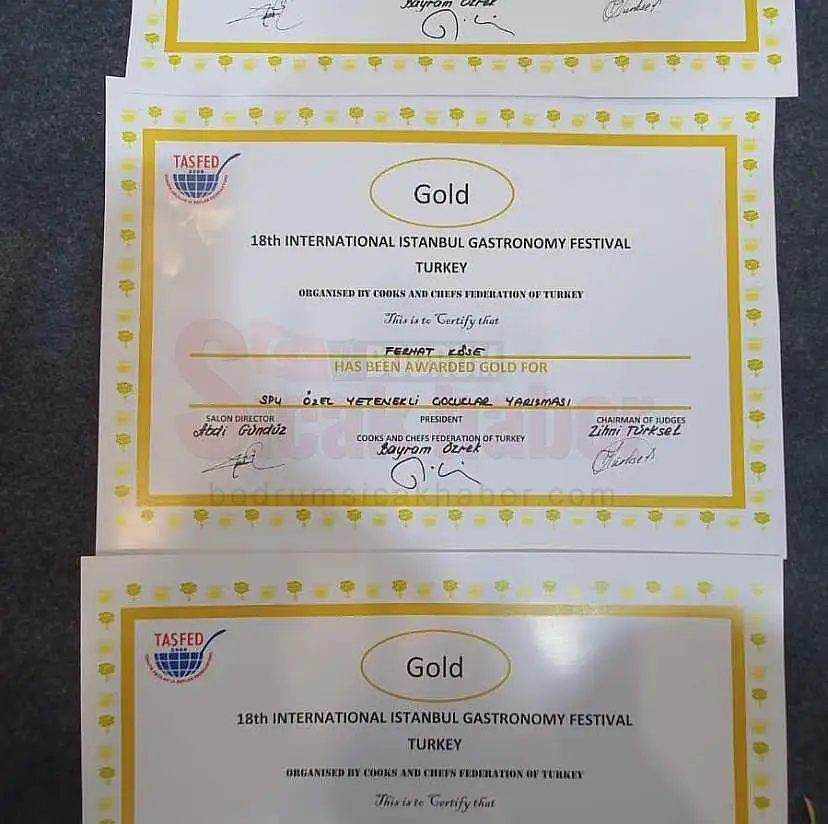 Bayram Özrek
TASFED
Gold
18th INTERNATIONAL ISTANBUL GASTRONOMY FESTIVAL
TURKEY
ORGANISED BY COOKS AND CHEFS FEDERATION OF TURKEY
This is to Certify that
FERHAT KÖSE
HAS BEEN AWARDED GOLD FOR
SPU ÖZEL YETENEKLİ ÇOCUKLAR YARIŞMASI
SALON DIRECTOR PRESIDENT CHAIRMAN OF JUDGES
Abdi Gündüz COOKS AND CHEFS FEDERATION OF TURKEY Zihni Türksel
Bayram Özrek
bodrumsicakhaber.com
TASFED
Gold
18th INTERNATIONAL ISTANBUL GASTRONOMY FESTIVAL
TURKEY
ORGANISED BY COOKS AND CHEFS FEDERATION OF TURKEY
This is to Certify that